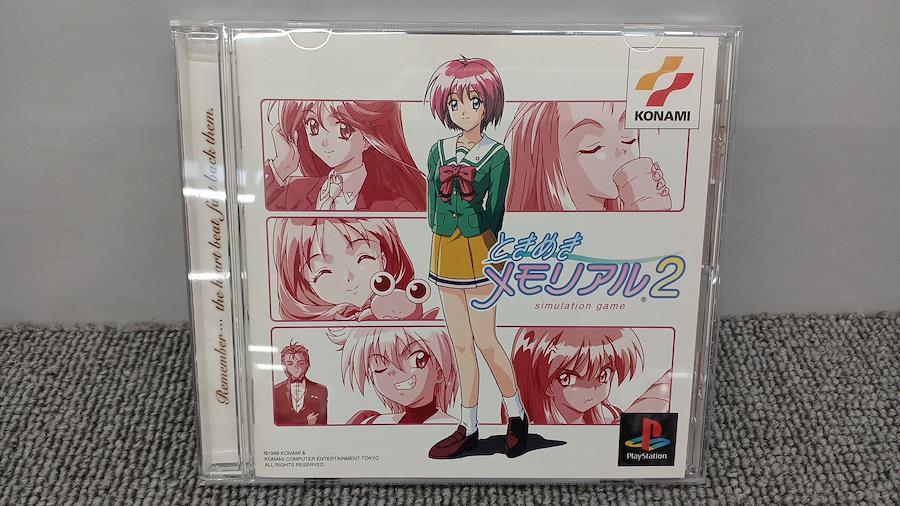 Remember ... the heart beat for
back them.
KONAMI
ときめき
メモリアル2
simulation game
©1999 KONAMI &
KONAMI COMPUTER ENTERTAINMENT TOKYO
ALL RIGHTS RESERVED.
PlayStation